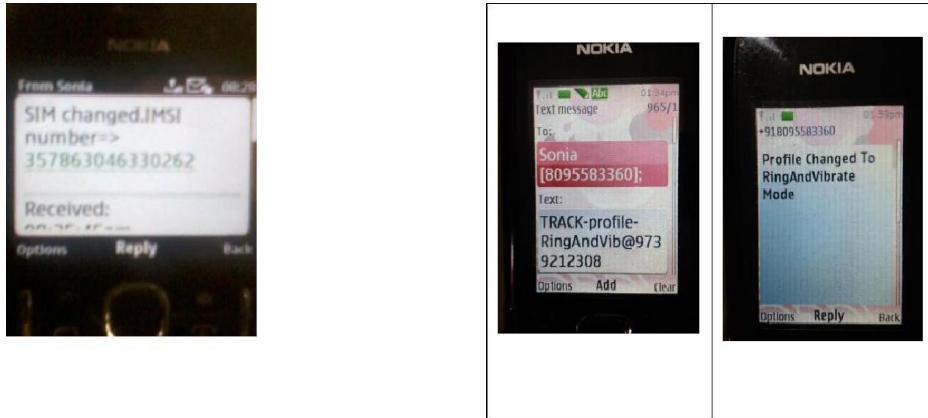 NOKIA
From Sonia 08:20
SIM changed.IMSI
number=>
357863046330262
Received:
Options Reply Back
NOKIA
Abc 01:34pm
Text message 965/1
To:
Sonia
[8095583360];
Text:
TRACK-profile-
RingAndVib@973
9212308
Options Add Clear
NOKIA
+918095583360
Profile Changed To
RingAndVibrate
Mode
Options Reply Back